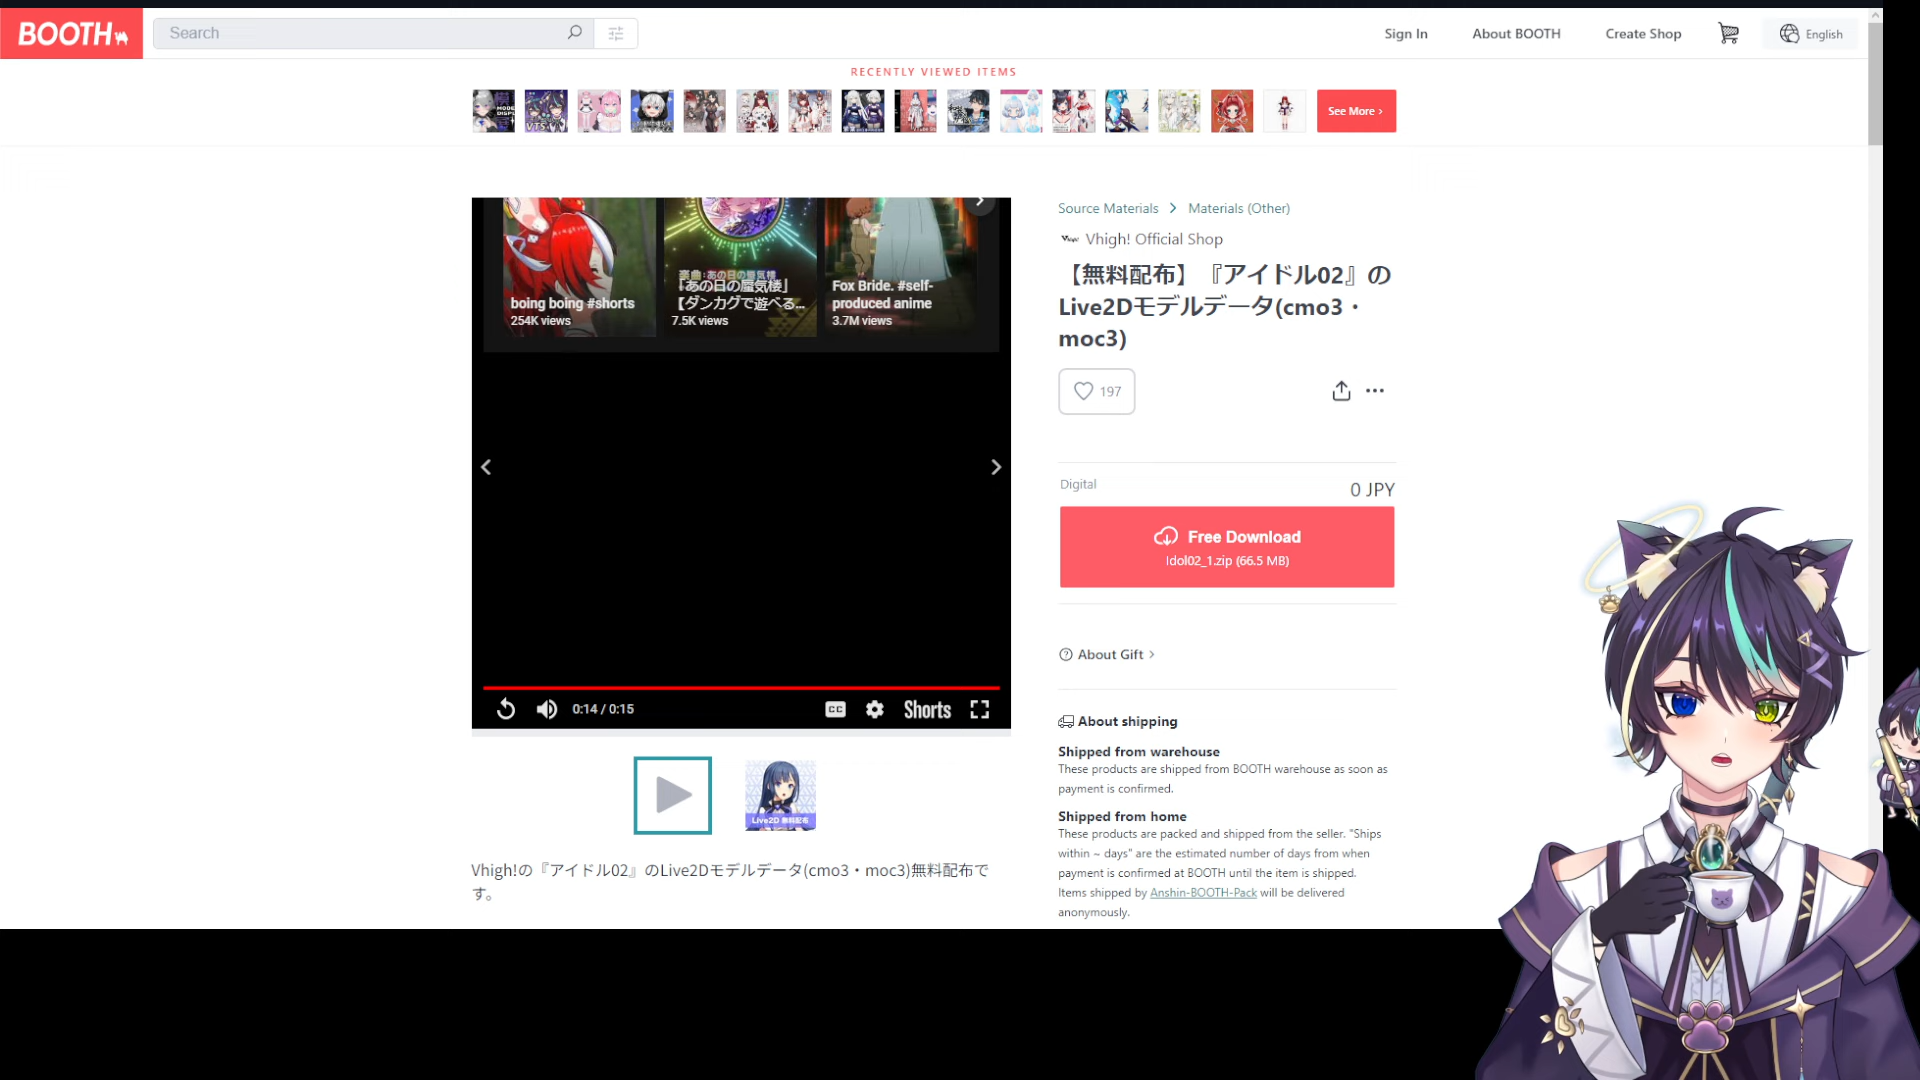 BOOTH
Search
Sign In
About BOOTH
Create Shop
English
RECENTLY VIEWED ITEMS
See More ›
boing boing #shorts
254K views
楽曲：あの日の蜃気楼
「あの日の蜃気楼」
【ダンカグで遊べる...
7.5K views
Fox Bride. #self-
produced anime
3.7M views
0:14 / 0:15
CC
Shorts
Live2D 無料配布
Vhigh!の『アイドル02』のLive2Dモデルデータ(cmo3・moc3)無料配布で
す。
Source Materials
Materials (Other)
Vhigh! Official Shop
【無料配布】『アイドル02』の
Live2Dモデルデータ(cmo3・
moc3)
197
Digital
0 JPY
Free Download
Idol02_1.zip (66.5 MB)
About Gift
About shipping
Shipped from warehouse
These products are shipped from BOOTH warehouse as soon as
payment is confirmed.
Shipped from home
These products are packed and shipped from the seller. "Ships
within ~ days" are the estimated number of days from when
payment is confirmed at BOOTH until the item is shipped.
Items shipped by Anshin-BOOTH-Pack will be delivered
anonymously.